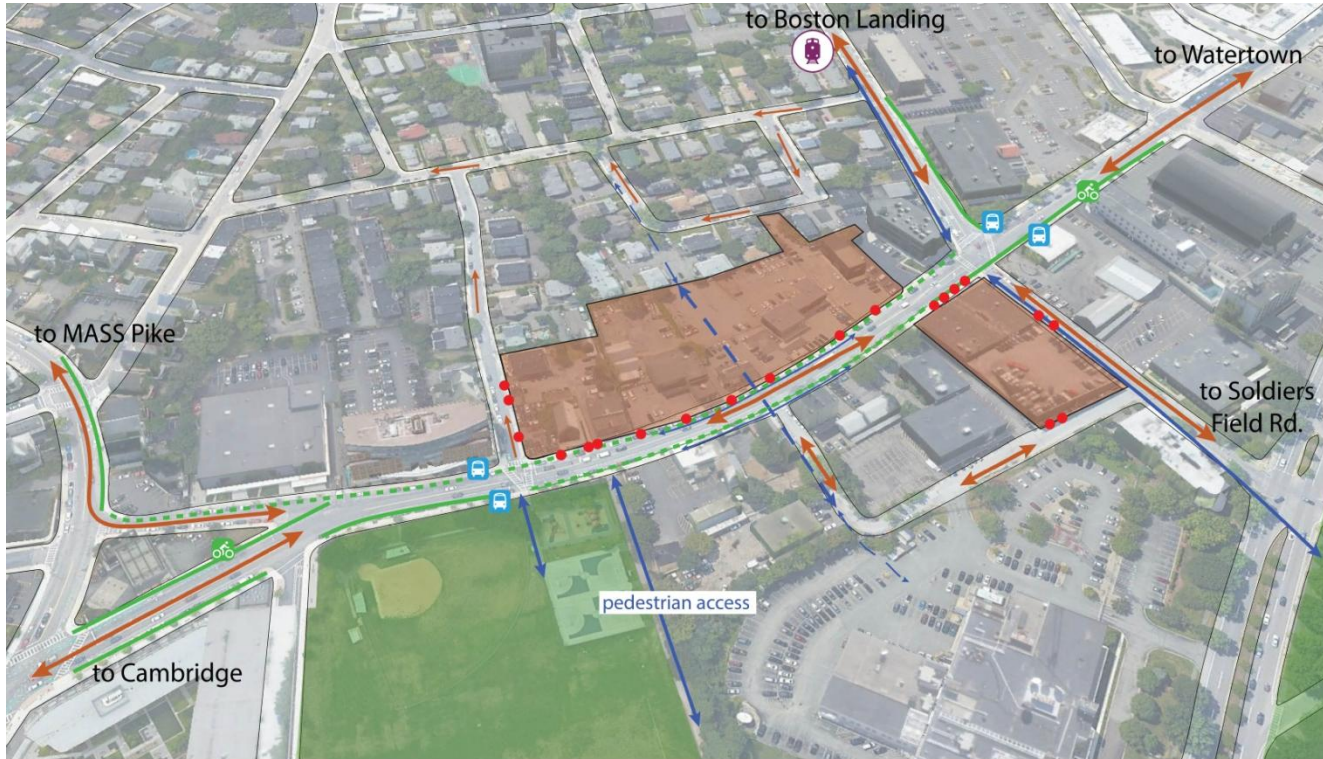 to Boston Landing
to Watertown
to MASS Pike
to Soldiers
Field Rd.
pedestrian access
to Cambridge